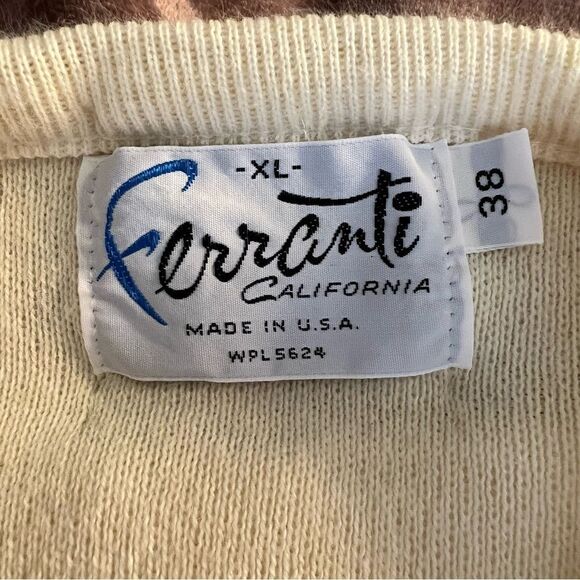 -XL-
Ferranti
CALIFORNIA
MADE IN U.S.A.
WPL5624
38